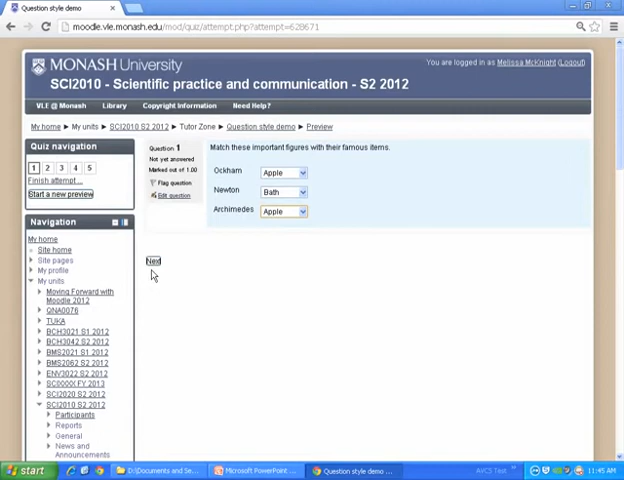 Question style demo
moodle.vle.monash.edu/mod/quiz/attempt.php?attempt=628671
MONASH University
You are logged in as Melissa McKnight (Logout)
SCI2010 - Scientific practice and communication - S2 2012
VLE @ Monash Library Copyright Information Need Help?
My home ► My units ► SCI2010 S2 2012 ► Tutor Zone ► Question style demo ► Preview
Quiz navigation
1 2 3 4 5
Finish attempt...
Start a new preview
Question 1
Not yet answered
Marked out of 1.00
Flag question
Edit question
Match these important figures with their famous items.
Ockham Apple
Newton Bath
Archimedes Apple
Next
Navigation
My home
Site home
Site pages
My profile
My units
Moving Forward with
Moodle 2012
QNA0076
TUKA
BCH3021 S1 2012
BCH3042 S2 2012
BMS2021 S1 2012
BMS2062 S2 2012
ENV3022 S2 2012
SC0000( FY 2013
SCI2020 S2 2012
SCI2010 S2 2012
Participants
Reports
General
News and
Announcements
start
D:\Documents and Se...
Microsoft PowerPoint ...
Question style demo ...
AVCS Test
11:45 AM